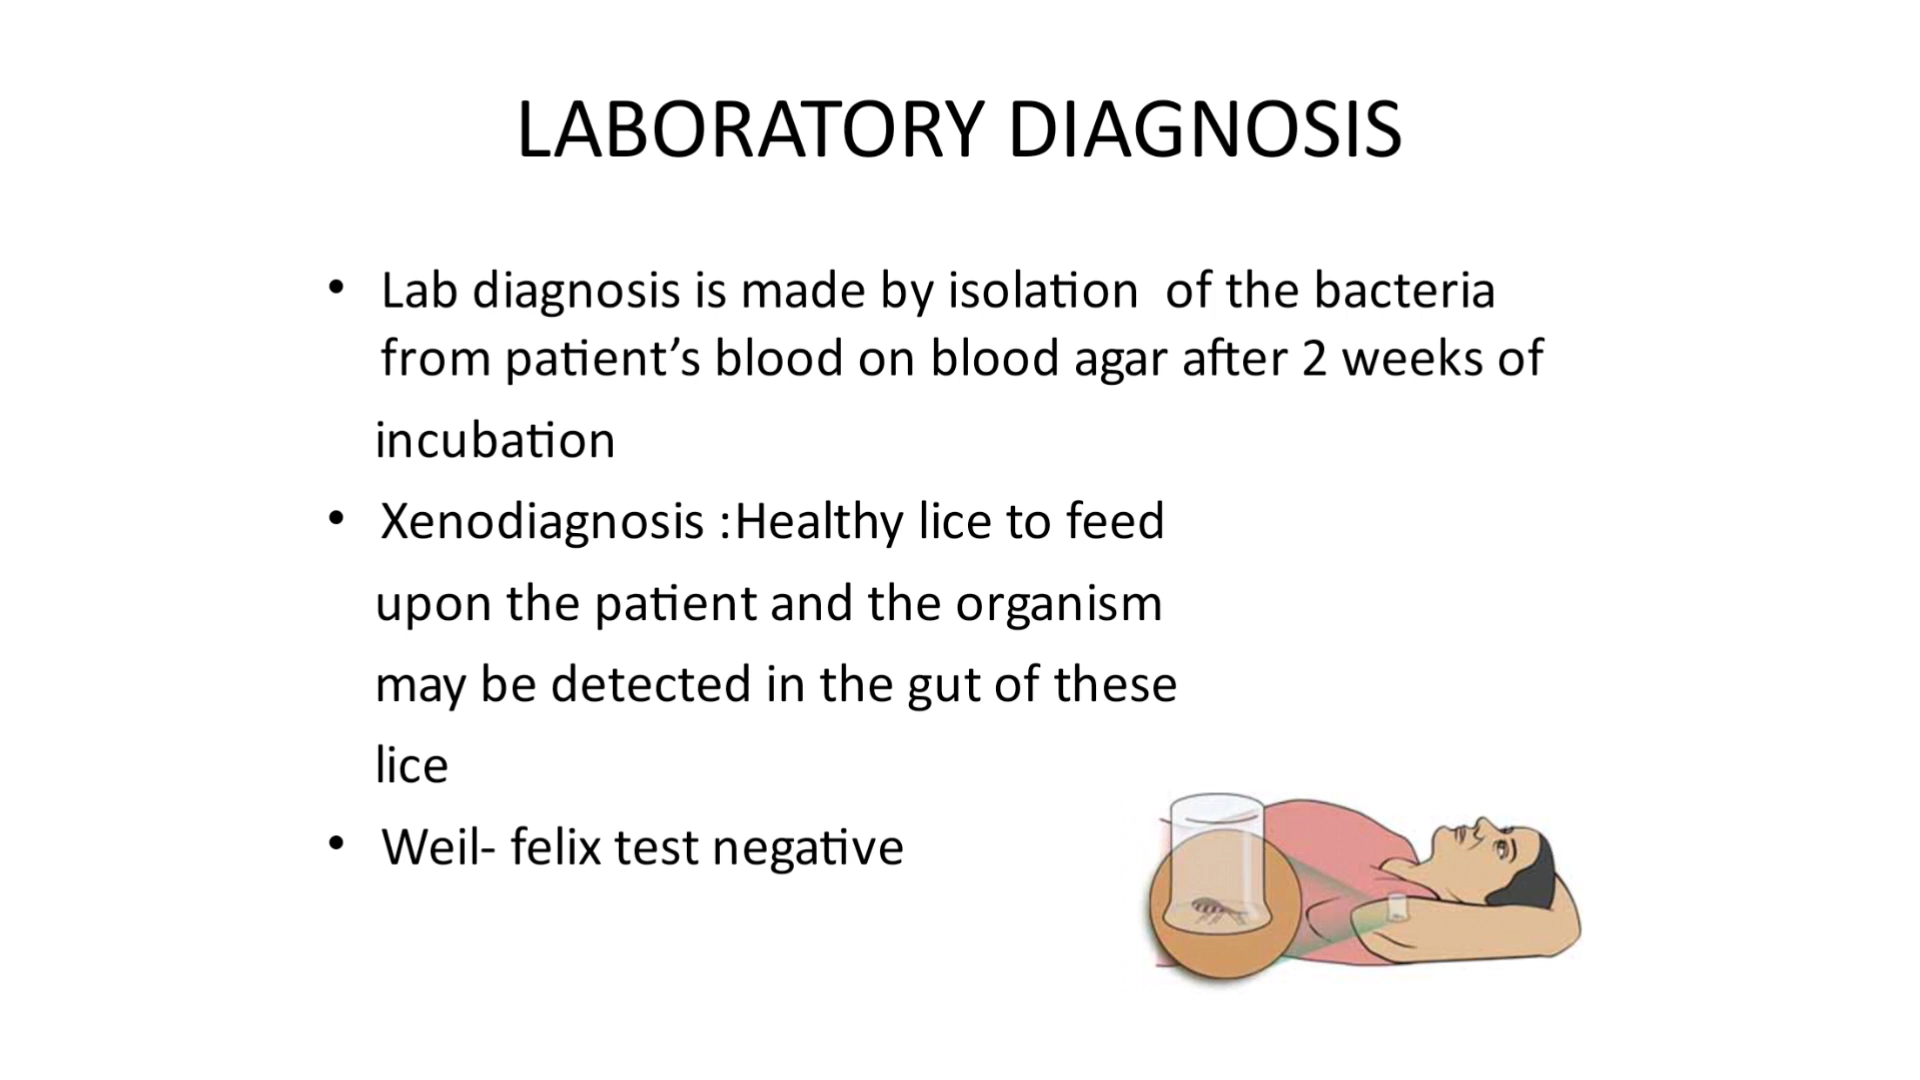 LABORATORY DIAGNOSIS
• Lab diagnosis is made by isolation  of the bacteria
from patient’s blood on blood agar after 2 weeks of
incubation
• Xenodiagnosis :Healthy lice to feed
upon the patient and the organism
may be detected in the gut of these
lice
• Weil- felix test negative